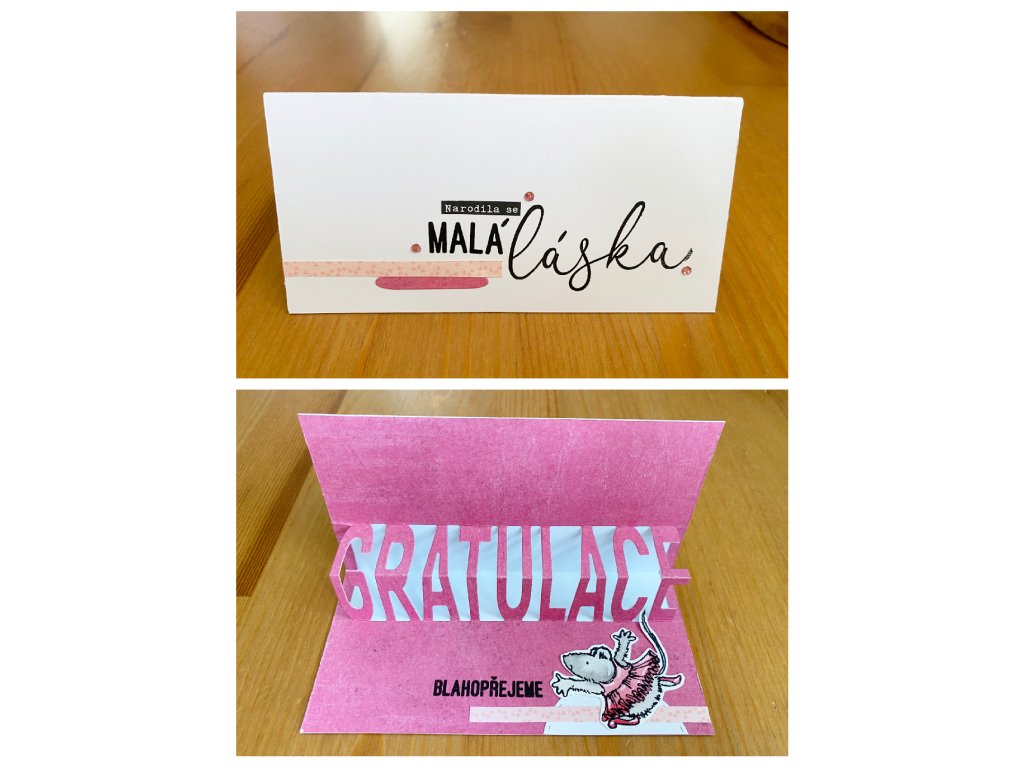 Narodila se
MALÁ láska
GRATULACE
BLAHOPŘEJEME